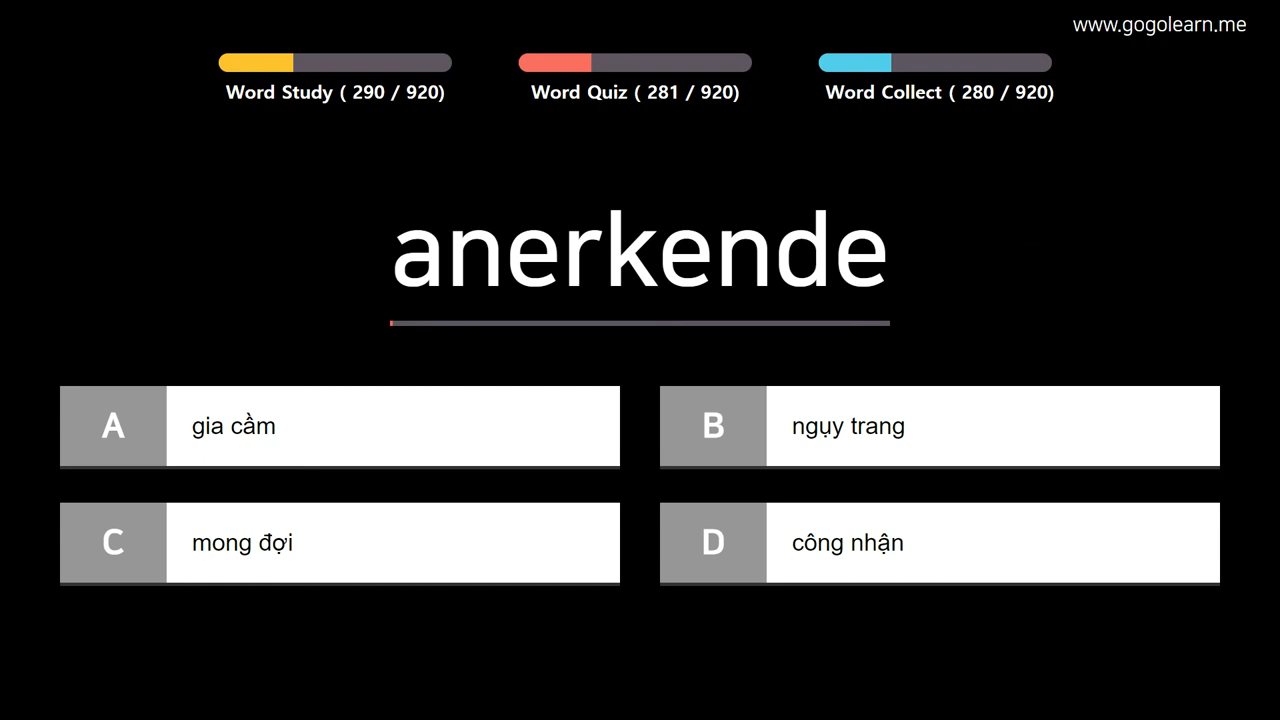 www.gogolearn.me
Word Study ( 290 / 920)
Word Quiz ( 281 / 920)
Word Collect ( 280 / 920)
anerkende
A
gia cầm
B
ngụy trang
C
mong đợi
D
công nhận